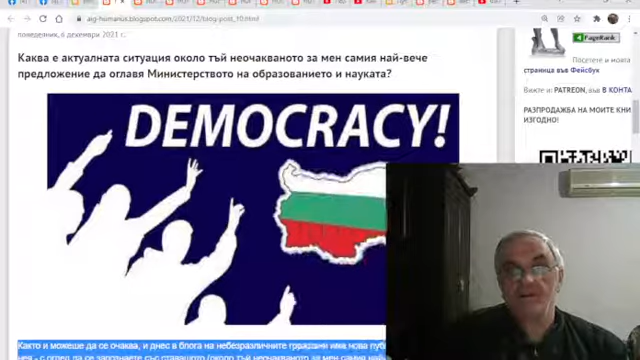 aig-humanus.blogspot.com/2021/12/blog-post_10.html
понеделник, 6 декември 2021 г.
Каква е актуалната ситуация около тъй неочакваното за мен самия най-вече
предложение да оглавя Министерството на образованието и науката?
DEMOCRACY!
Както и можеше да се очаква, и днес в блога на небезразличните граждани има нова
4 PageRank
Посетете и моята
страница във Фейсбук
Вижте и: PATREON, във В КОНТА
РАЗПРОДАЖБА НА МОИТЕ КНИ
ИЗГОДНО!